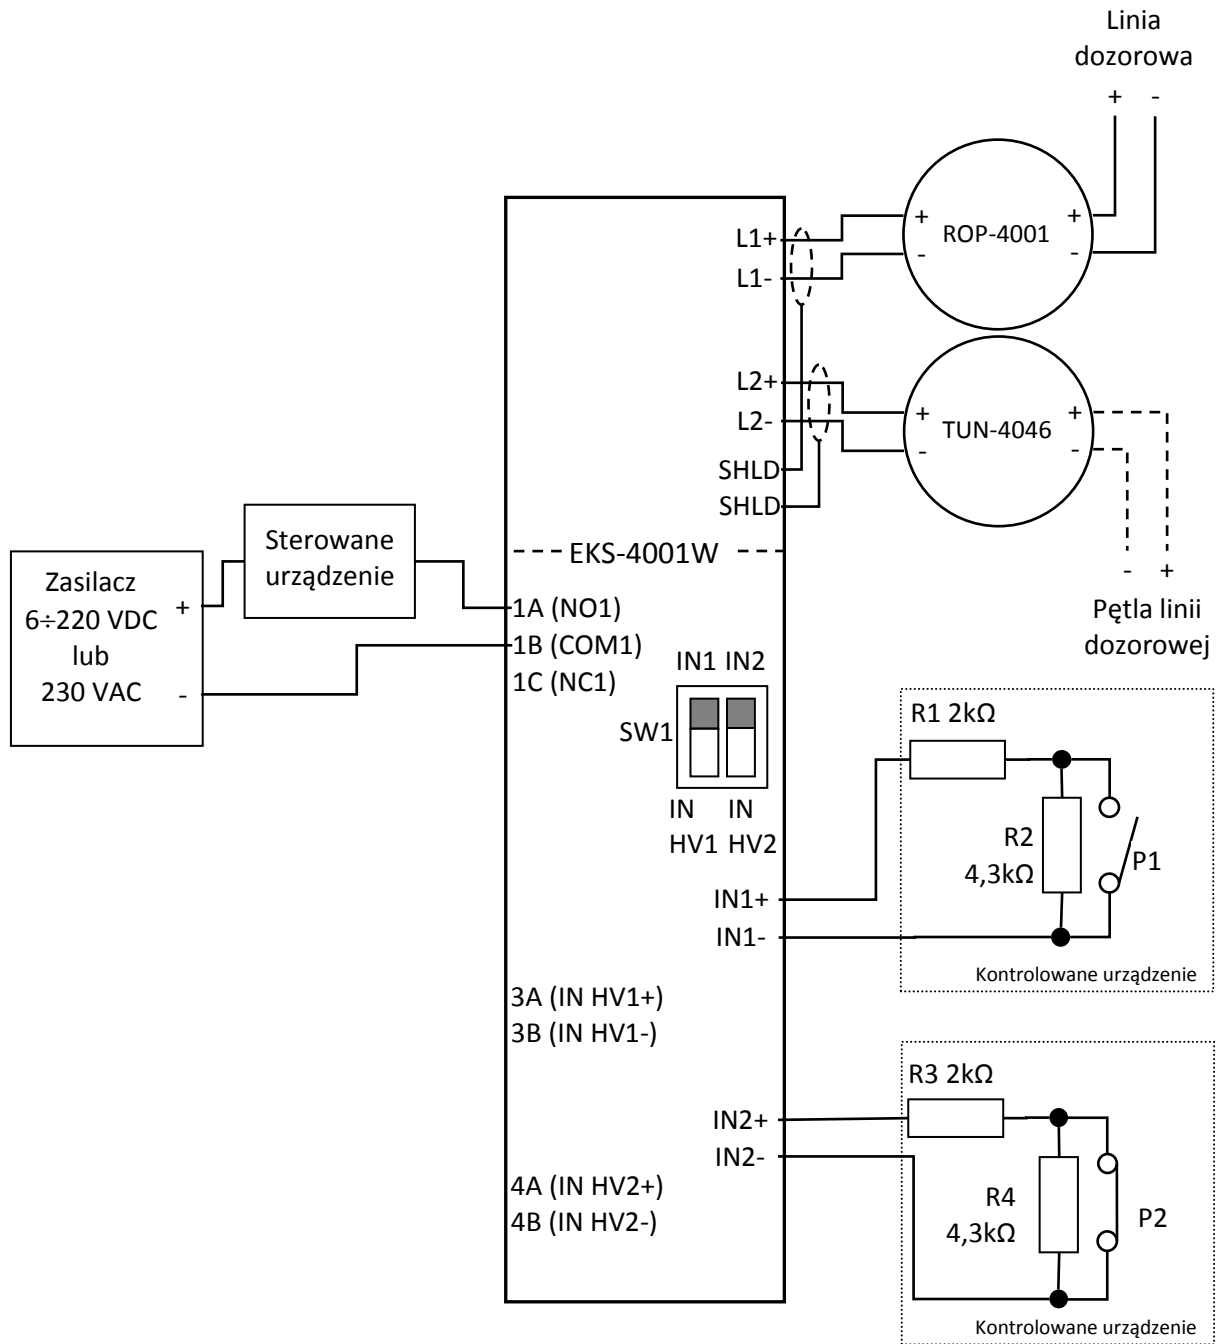 Linia
dozorowa
+ -
+ ROP-4001 +
- -
L1+
L1-
L2+
L2-
SHLD
SHLD
+ TUN-4046 +
- -
- +
Pętla linii
dozorowej
EKS-4001W
Sterowane
urządzenie
Zasilacz
6÷220 VDC
lub
230 VAC
+
-
1A (NO1)
1B (COM1)
1C (NC1)
IN1 IN2
SW1
IN IN
HV1 HV2
R1 2kΩ
R2
4,3kΩ
P1
Kontrolowane urządzenie
IN1+
IN1-
3A (IN HV1+)
3B (IN HV1-)
R3 2kΩ
R4
4,3kΩ
P2
Kontrolowane urządzenie
IN2+
IN2-
4A (IN HV2+)
4B (IN HV2-)